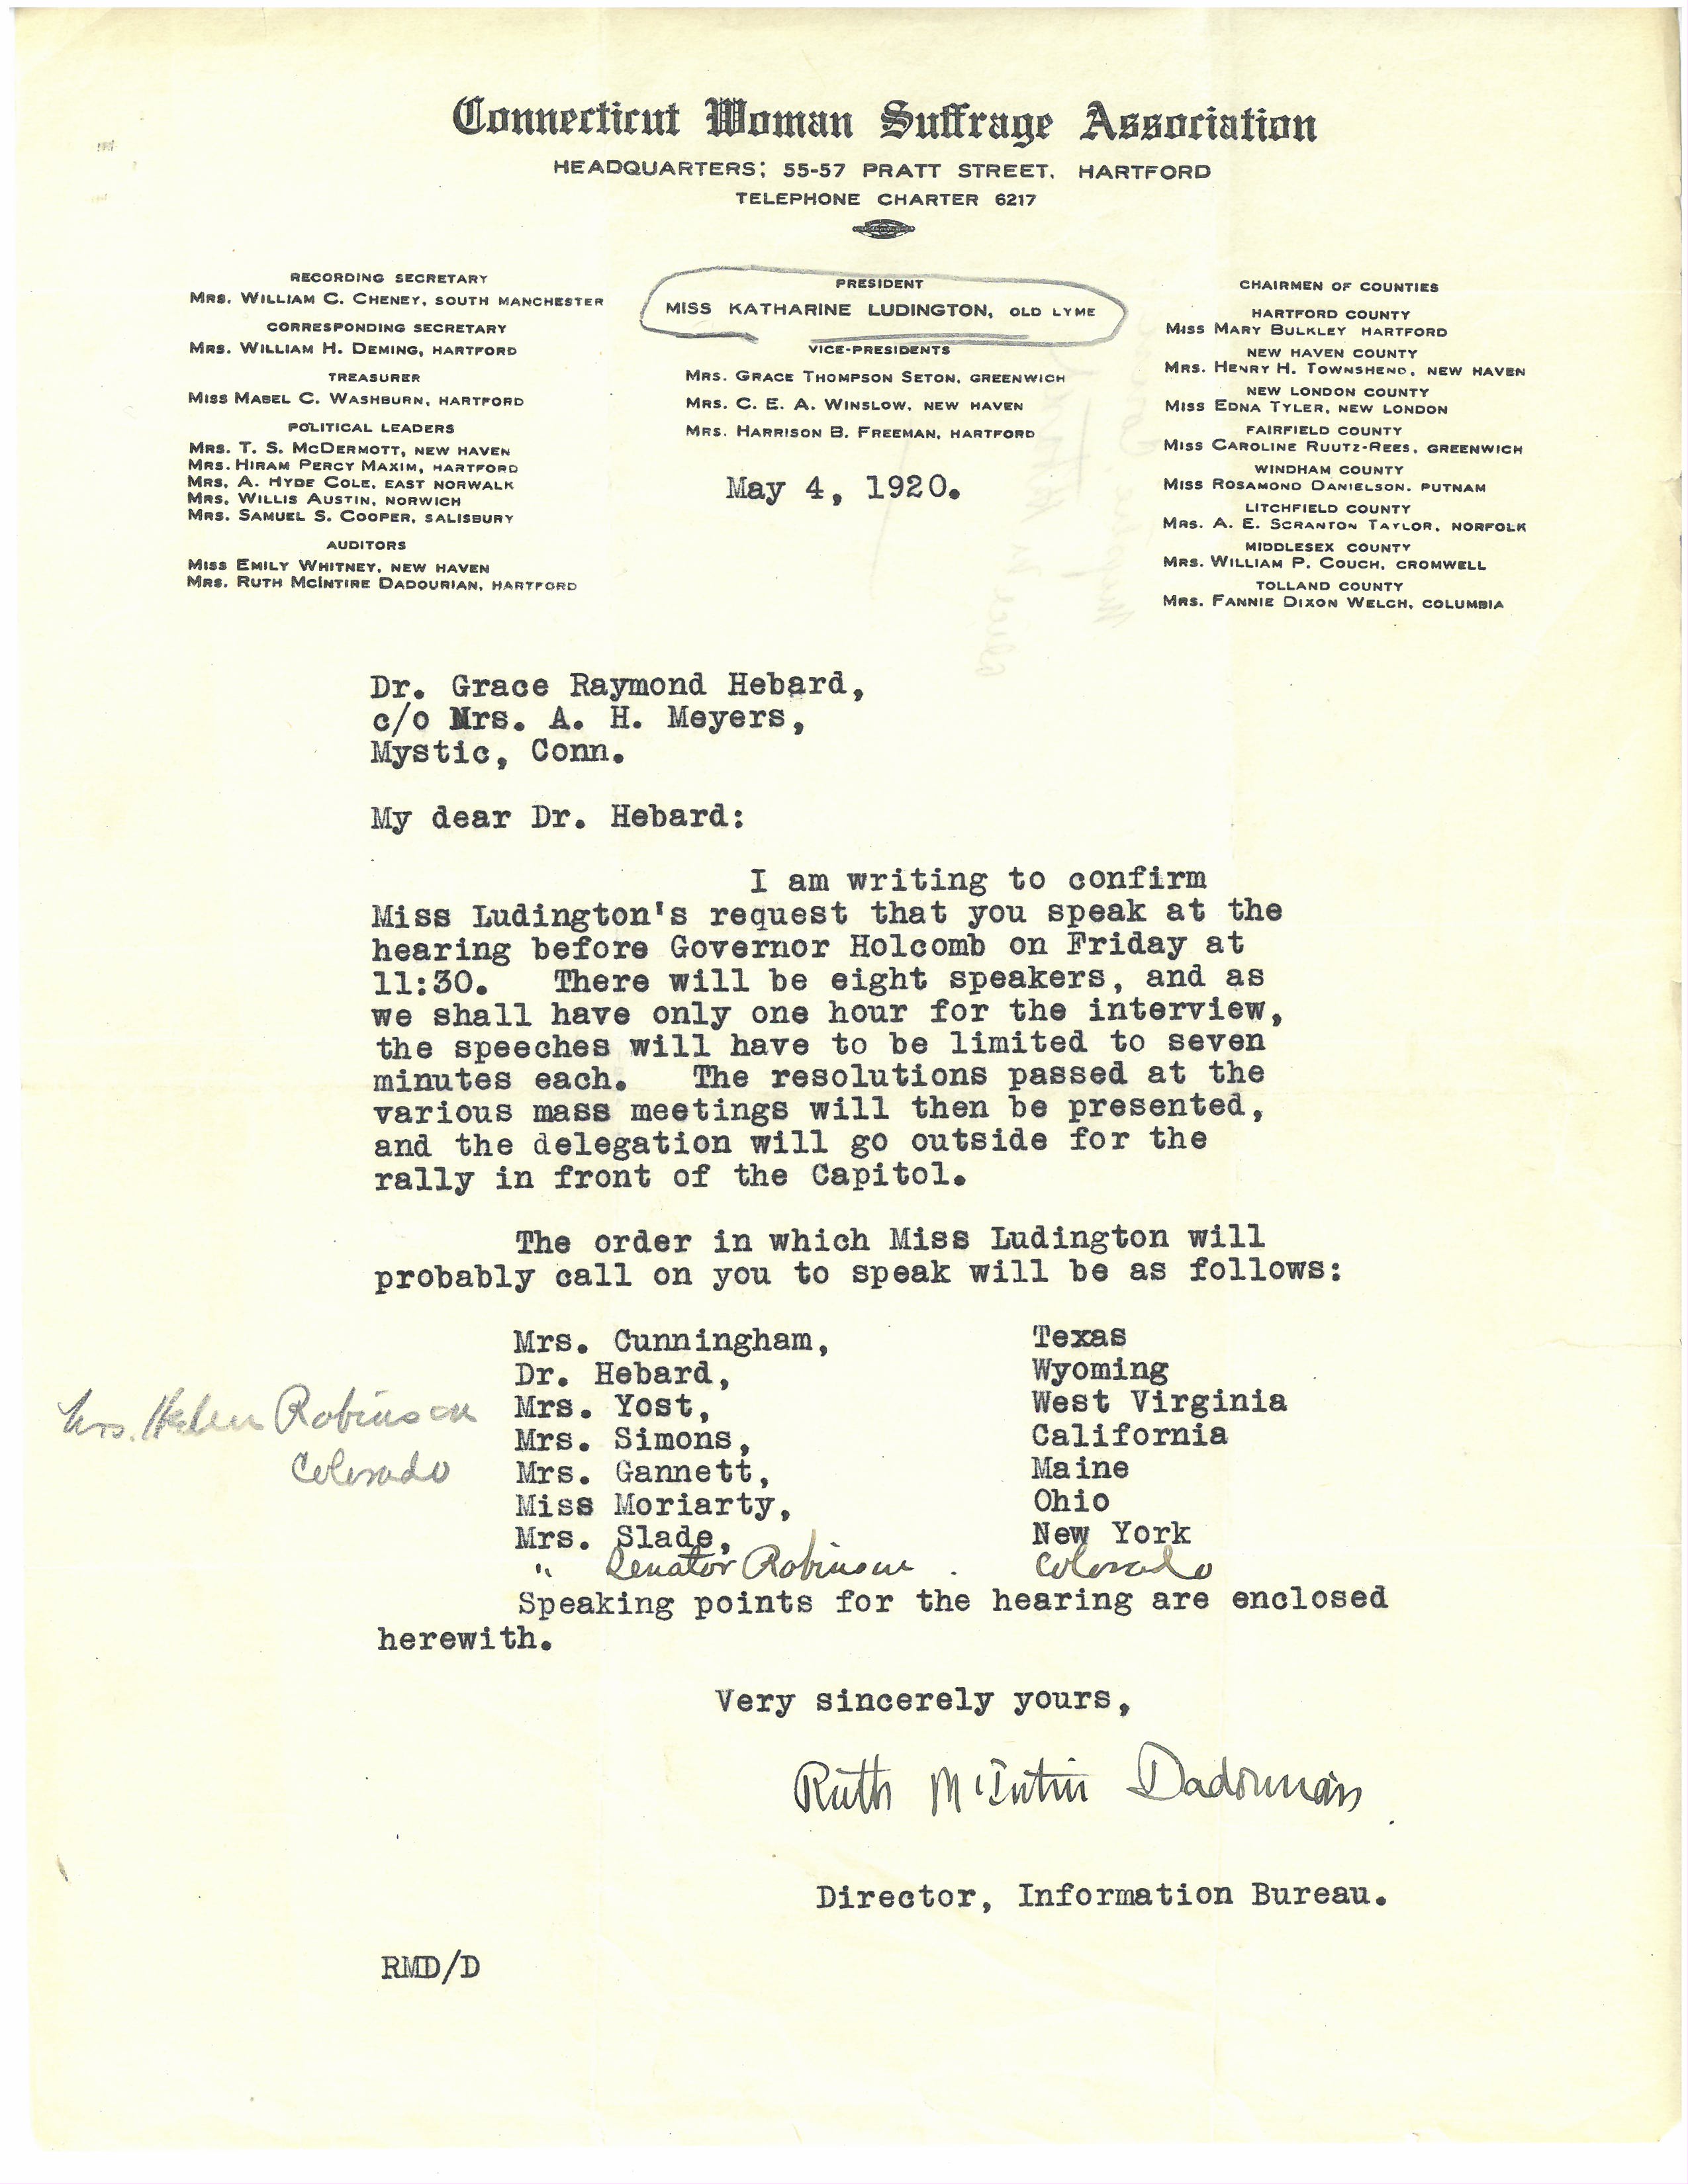 Connecticut Woman Suffrage Association
HEADQUARTERS; 55-57 PRATT STREET, HARTFORD
TELEPHONE CHARTER 6217
RECORDING SECRETARY
MRS. WILLIAM C. CHENEY, SOUTH MANCHESTER
CORRESPONDING SECRETARY
MRS. WILLIAM H. DEMING, HARTFORD
TREASURER
MISS MABEL C. WASHBURN, HARTFORD
POLITICAL LEADERS
MRS. T. S. MCDERMOTT, NEW HAVEN
MRS. HIRAM PERCY MAXIM, HARTFORD
MRS. A. HYDE COLE, EAST NORWALK
MRS. WILLIS AUSTIN, NORWICH
MRS. SAMUEL S. COOPER, SALISBURY
AUDITORS
MISS EMILY WHITNEY, NEW HAVEN
MRS. RUTH MCINTIRE DADOURIAN, HARTFORD
PRESIDENT
MISS KATHARINE LUDINGTON, OLD LYME
VICE-PRESIDENTS
MRS. GRACE THOMPSON SETON, GREENWICH
MRS. C. E. A. WINSLOW, NEW HAVEN
MRS. HARRISON B. FREEMAN, HARTFORD
CHAIRMEN OF COUNTIES
HARTFORD COUNTY
MISS MARY BULKLEY HARTFORD
NEW HAVEN COUNTY
MRS. HENRY H. TOWNSHEND, NEW HAVEN
NEW LONDON COUNTY
MISS EDNA TYLER, NEW LONDON
FAIRFIELD COUNTY
MISS CAROLINE RUUTZ-REES, GREENWICH
WINDHAM COUNTY
MISS ROSAMOND DANIELSON. PUTNAM
LITCHFIELD COUNTY
MRS. A. E. SCRANTON TAYLOR, NORFOLK
MIDDLESEX COUNTY
MRS. WILLIAM P. COUCH, CROMWELL
TOLLAND COUNTY
MRS. FANNIE DIXON WELCH, COLUMBIA
May 4, 1920.
Dr. Grace Raymond Hebard,
c/o Mrs. A. H. Meyers,
Mystic, Conn.
My dear Dr. Hebard:
I am writing to confirm
Miss Ludington's request that you speak at the
hearing before Governor Holcomb on Friday at
11:30. There will be eight speakers, and as
we shall have only one hour for the interview,
the speeches will have to be limited to seven
minutes each. The resolutions passed at the
various mass meetings will then be presented,
and the delegation will go outside for the
rally in front of the Capitol.
The order in which Miss Ludington will
probably call on you to speak will be as follows:
Mrs. Cunningham, Texas
Dr. Hebard, Wyoming
Mrs. Yost, West Virginia
Mrs. Simons, California
Mrs. Gannett, Maine
Miss Moriarty, Ohio
Mrs. Slade, New York
" Senator Robinson . Colorado
Mrs. Helen Robinson
Colorado
Speaking points for the hearing are enclosed
herewith.
Very sincerely yours,
Ruth McIntire Dadourian
Director, Information Bureau.
RMD/D